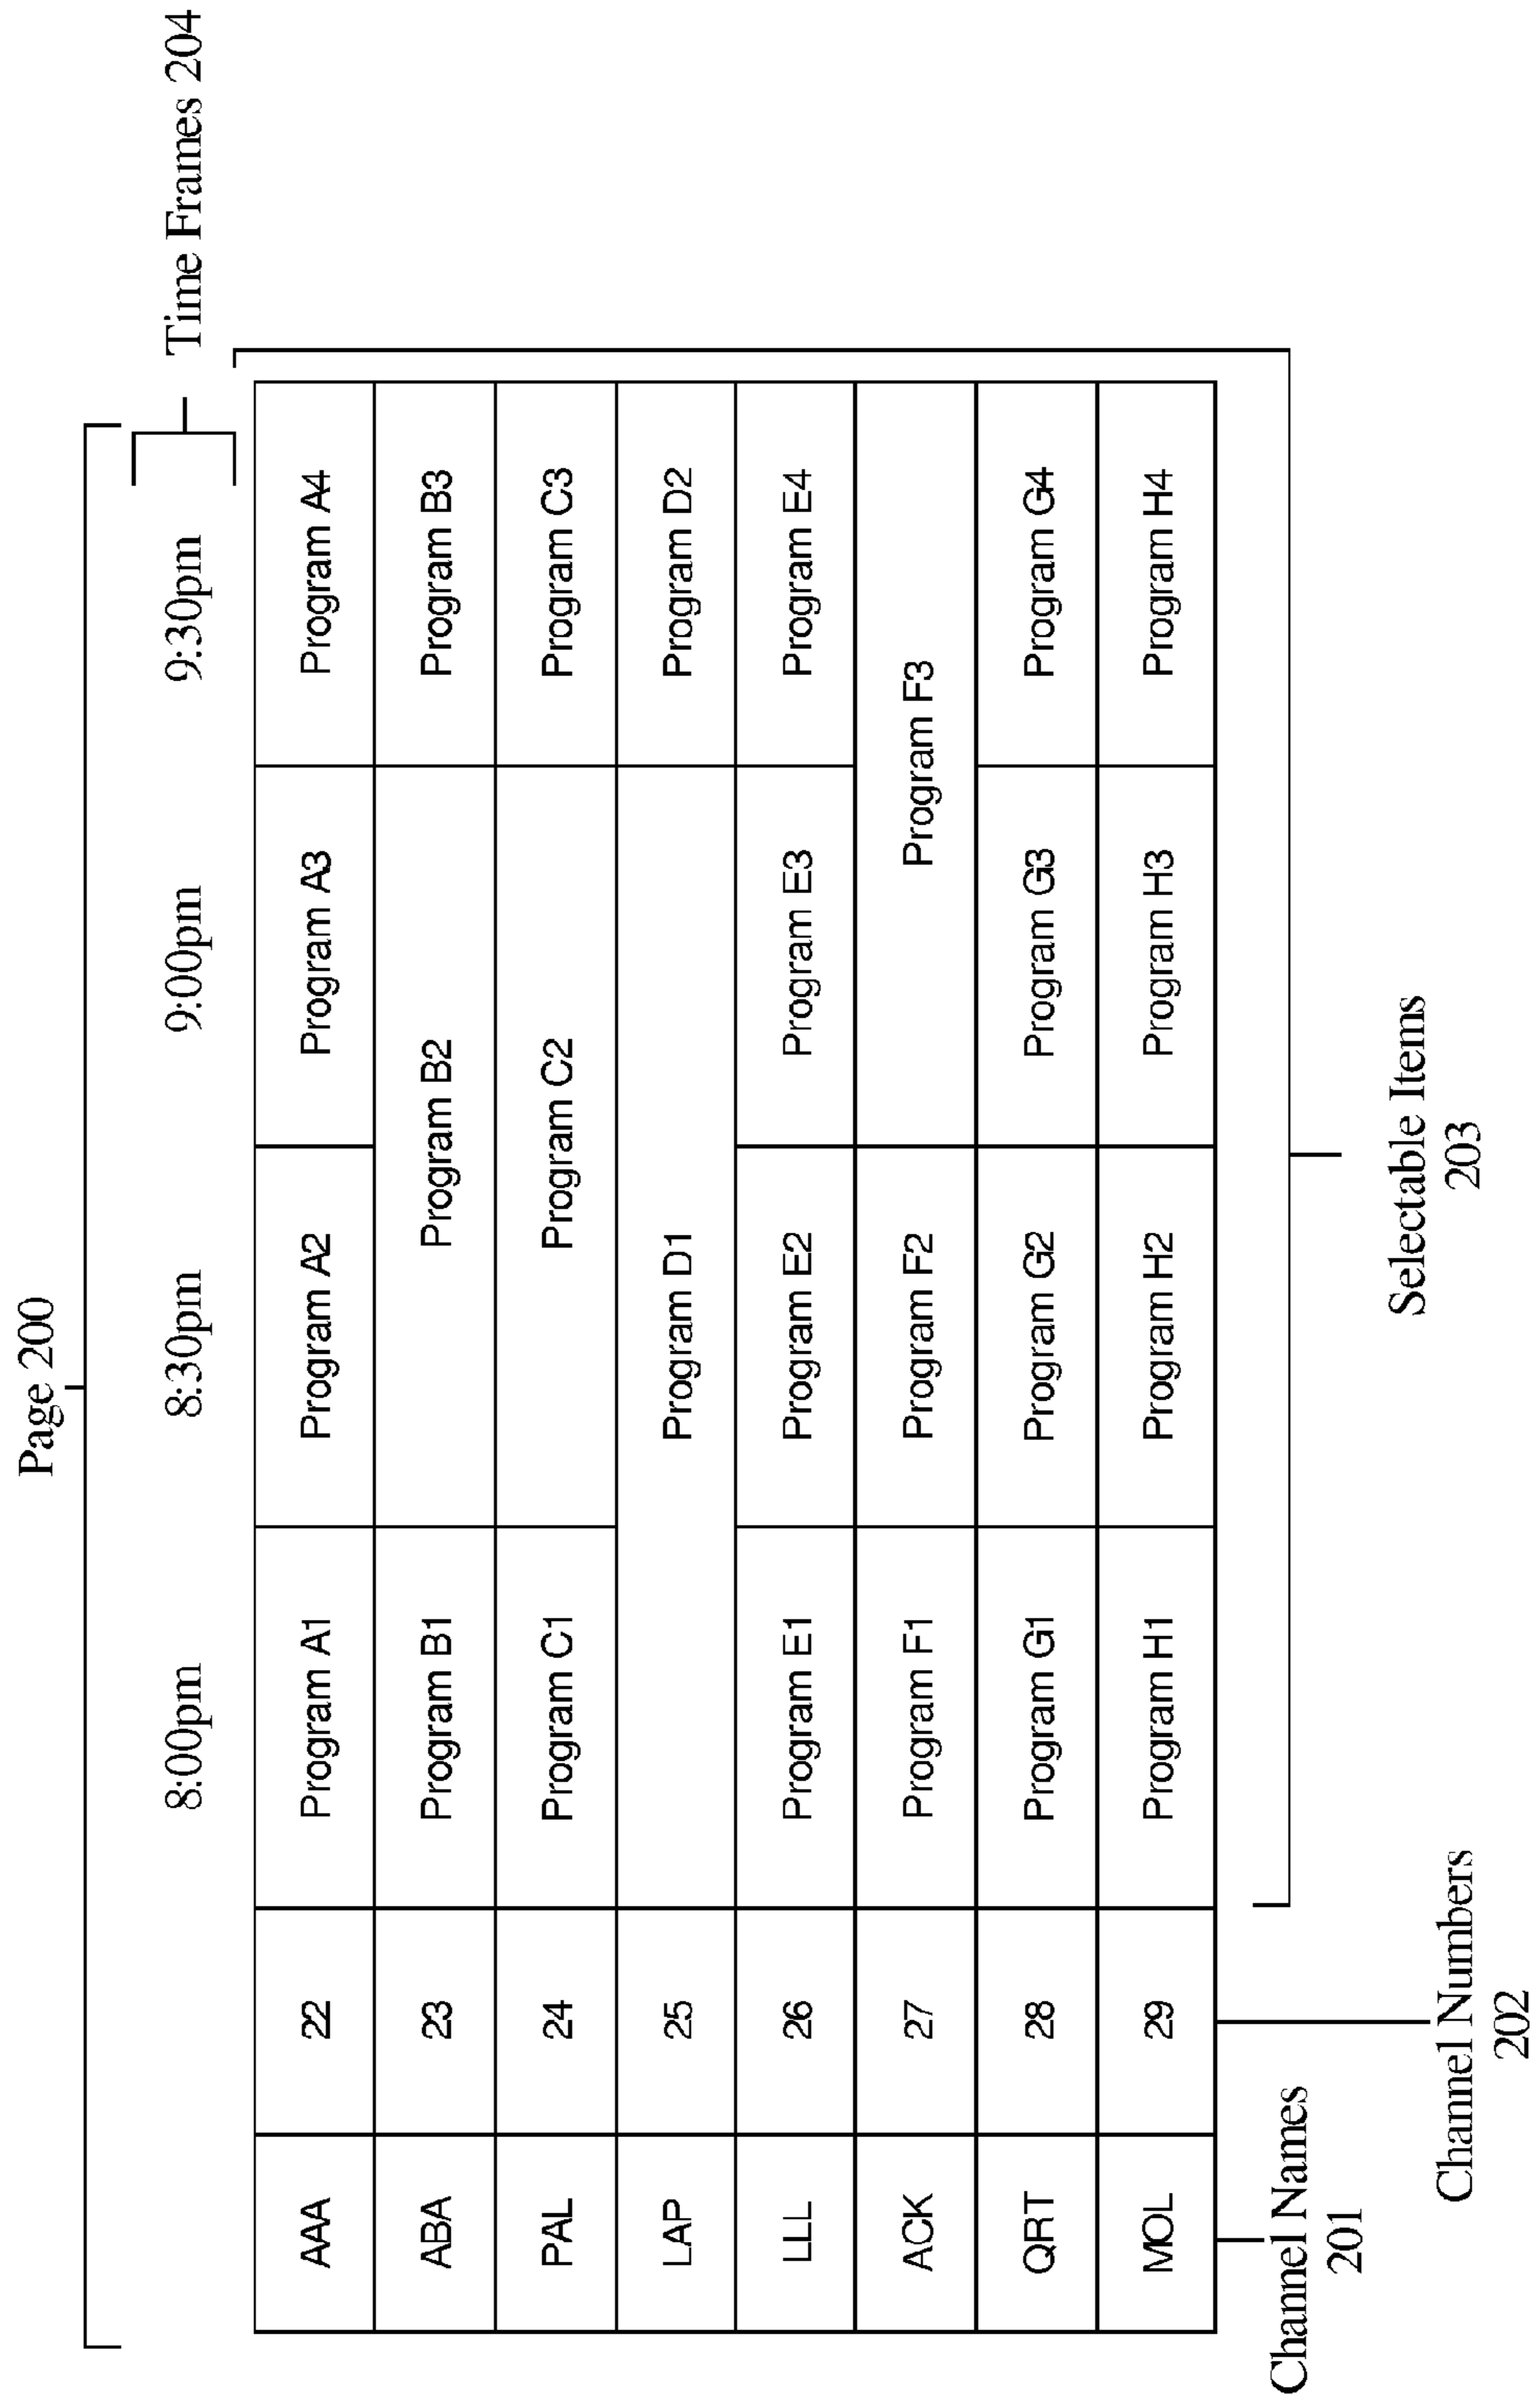 Page 200
Time Frames 204
8:00pm 8:30pm 9:00pm 9:30pm
AAA 22 Program A1 Program A2 Program A3 Program A4
ABA 23 Program B1 Program B2 Program B3
PAL 24 Program C1 Program C2 Program C3
LAP 25 Program D1 Program D2
LLL 26 Program E1 Program E2 Program E3 Program E4
ACK 27 Program F1 Program F2 Program F3
QRT 28 Program G1 Program G2 Program G3 Program G4
MOL 29 Program H1 Program H2 Program H3 Program H4
Channel Names
201
Channel Numbers
202
Selectable Items
203